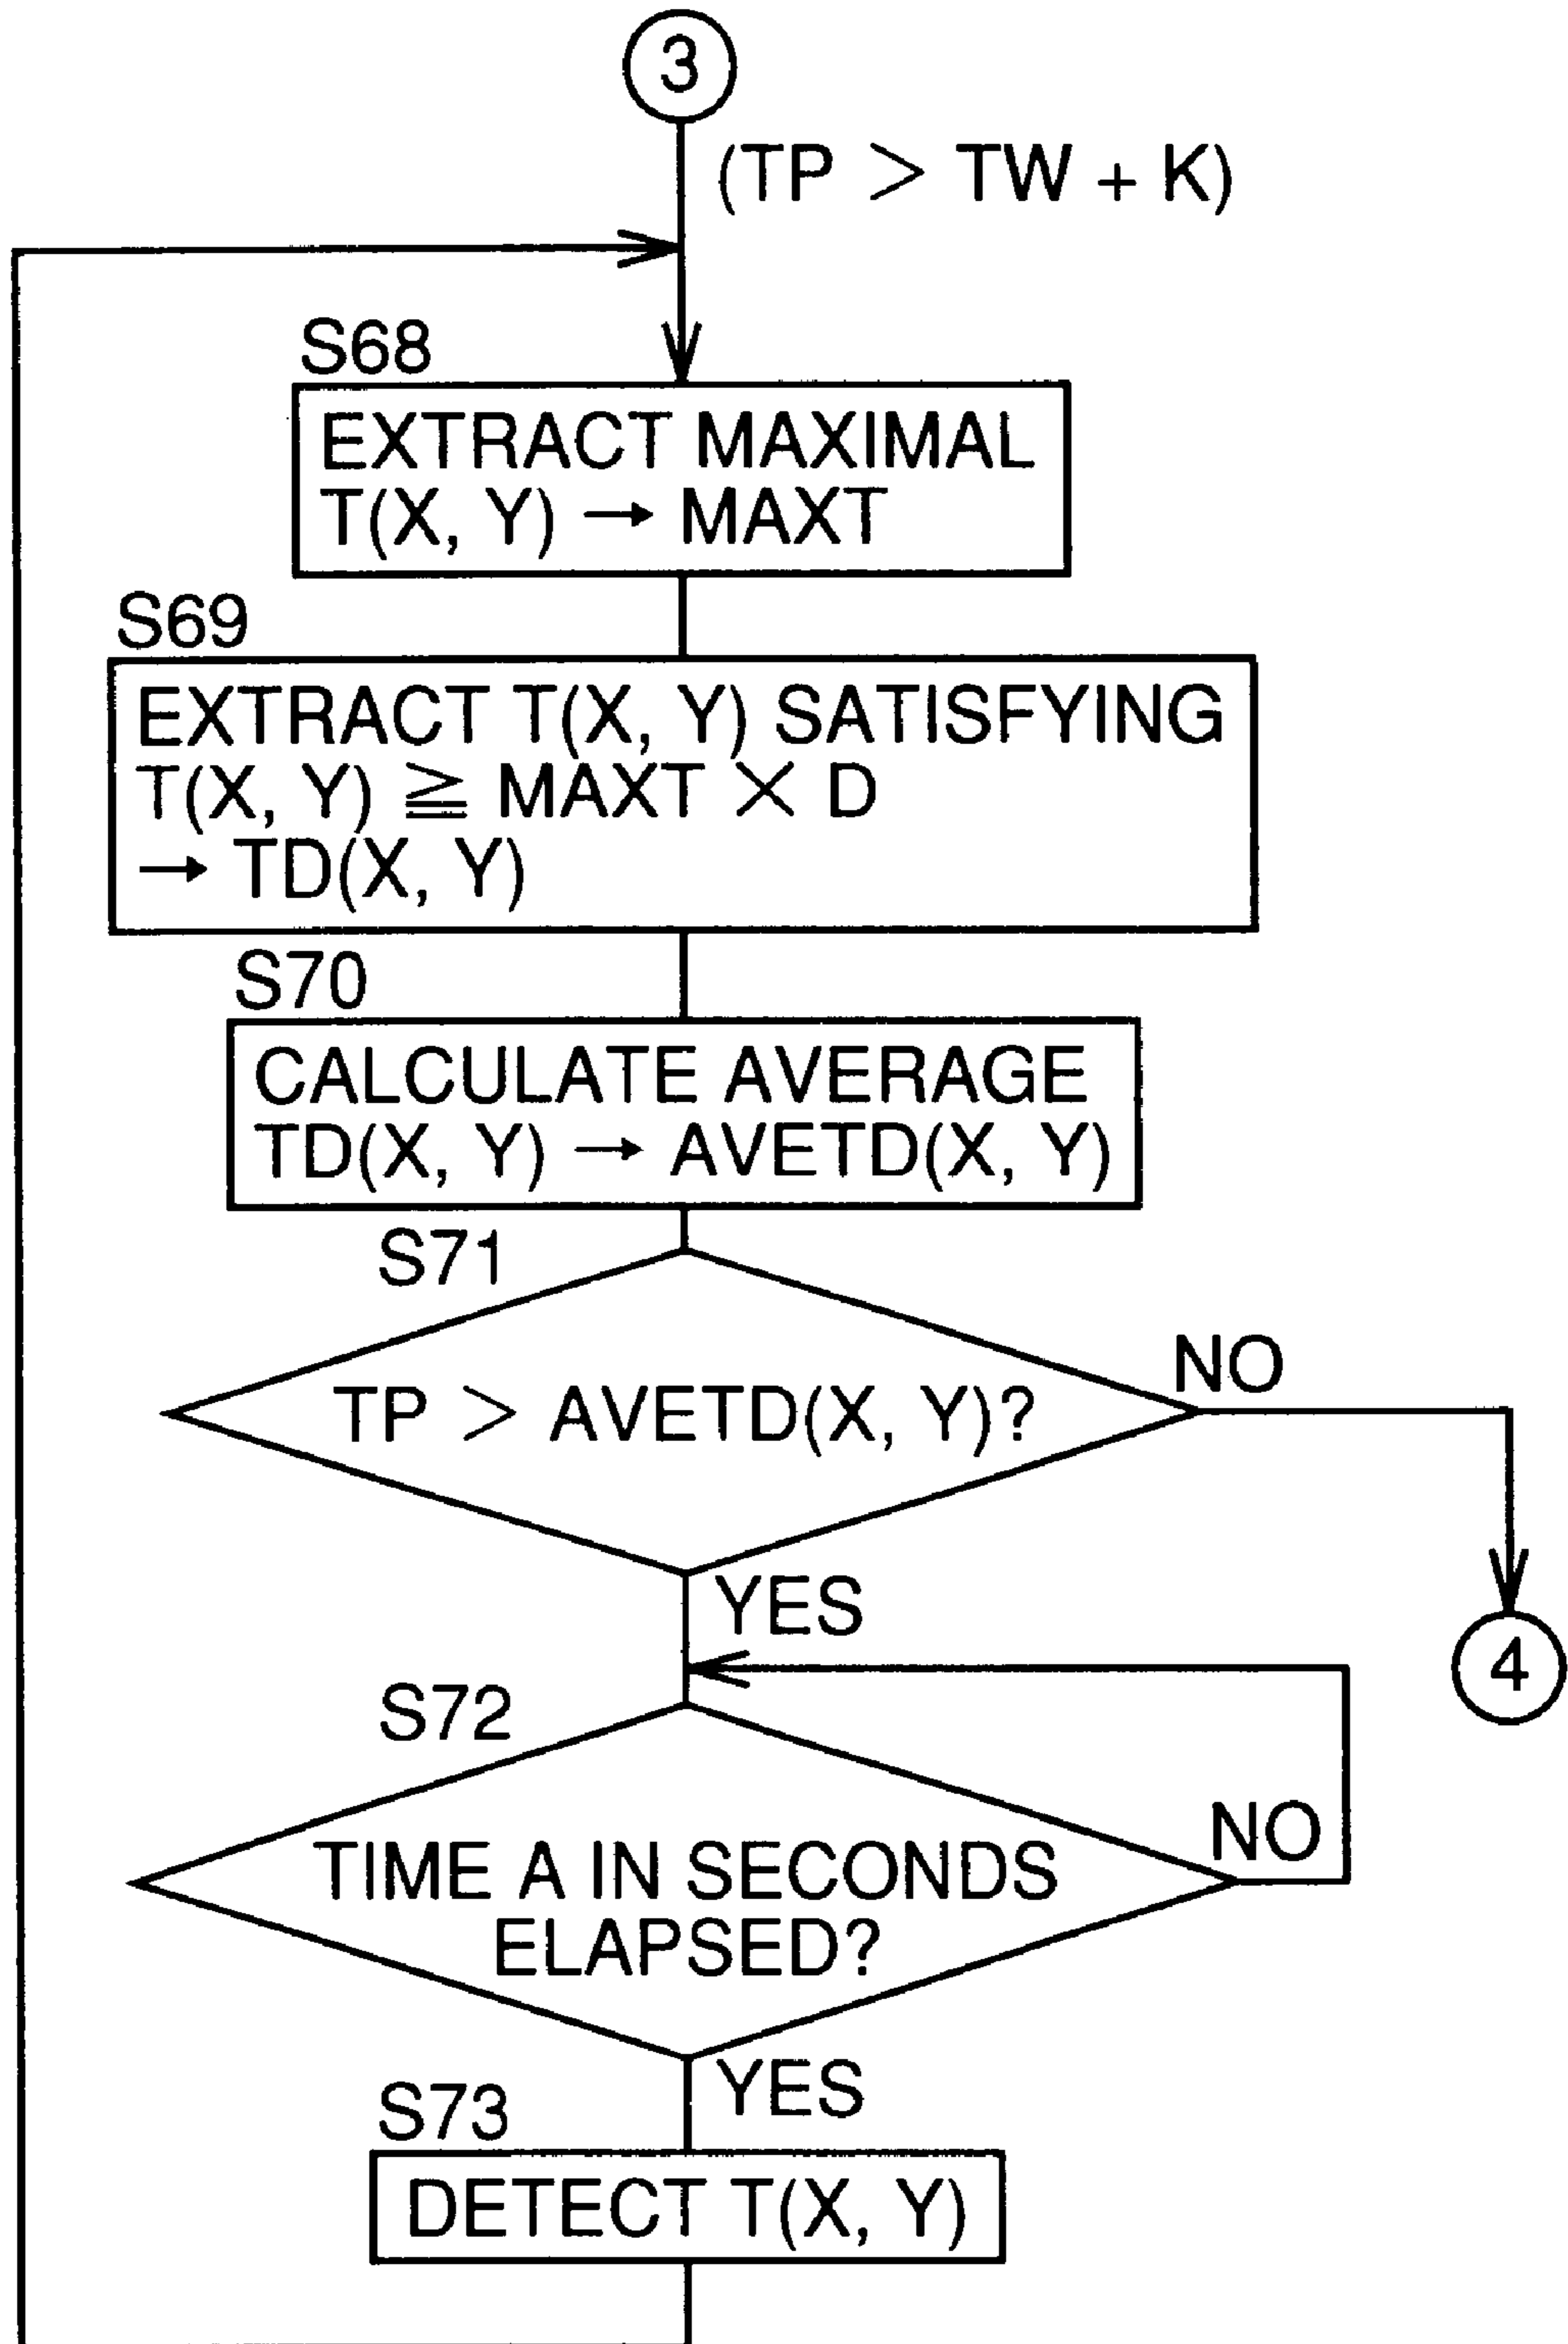 3
(TP > TW + K)
S68
EXTRACT MAXIMAL
T(X, Y) → MAXT
S69
EXTRACT T(X, Y) SATISFYING
T(X, Y) ≧ MAXT × D
→ TD(X, Y)
S70
CALCULATE AVERAGE
TD(X, Y) → AVETD(X, Y)
S71
NO
TP > AVETD(X, Y)?
YES
4
S72
NO
TIME A IN SECONDS
ELAPSED?
YES
S73
DETECT T(X, Y)